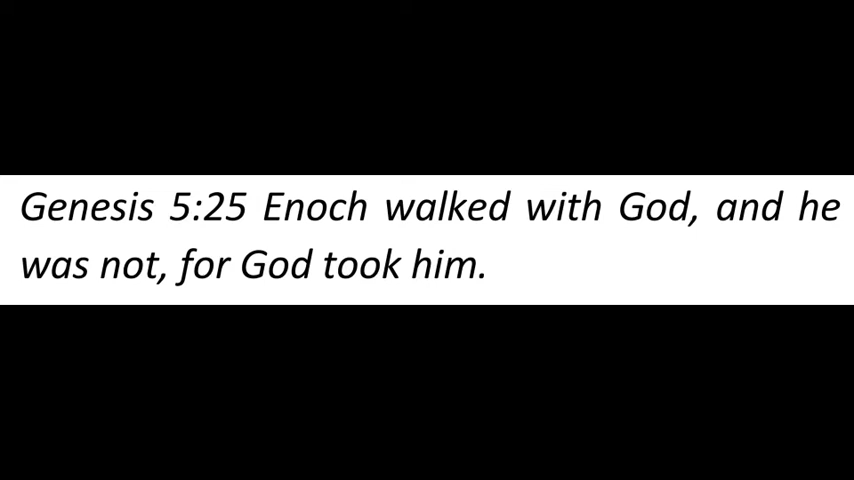 Genesis 5:25 Enoch walked with God, and he
was not, for God took him.